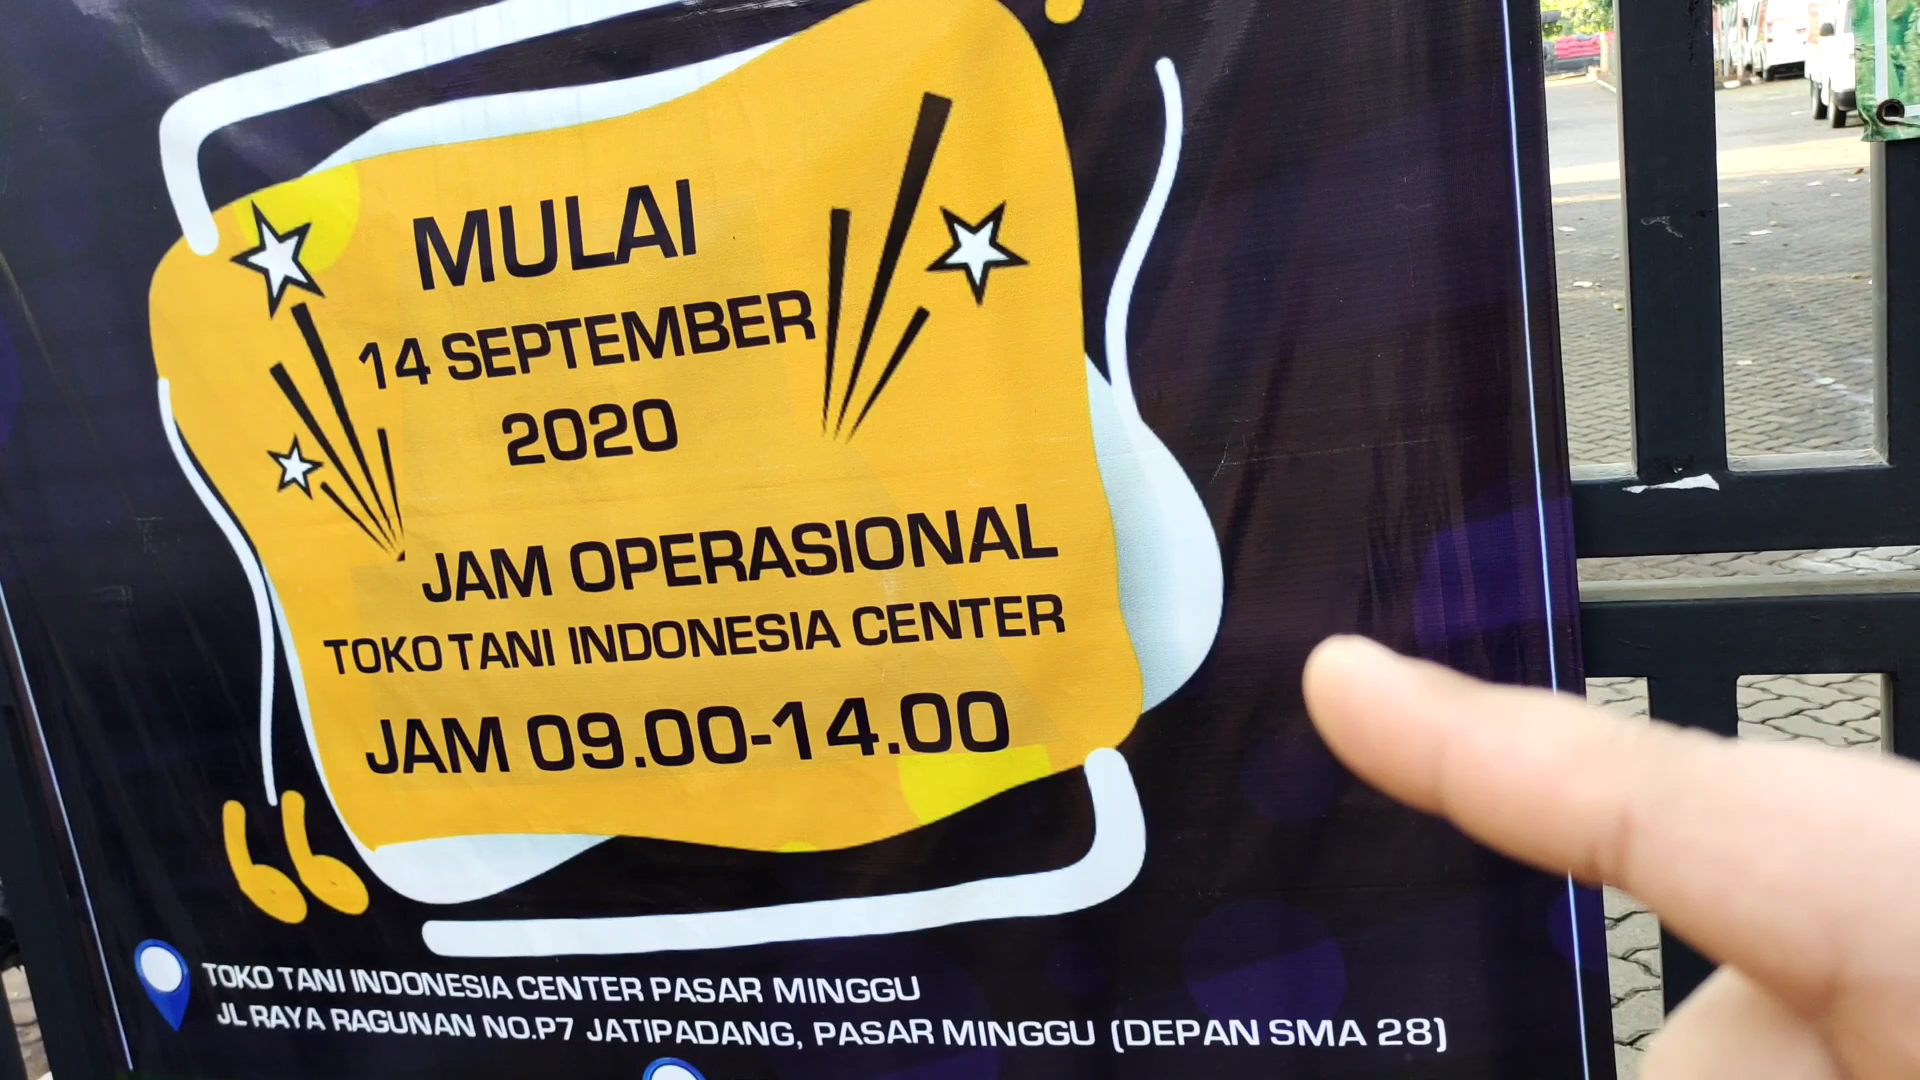 MULAI
14 SEPTEMBER
2020
JAM OPERASIONAL
TOKO TANI INDONESIA CENTER
JAM 09.00-14.00
TOKO TANI INDONESIA CENTER PASAR MINGGU
JL RAYA RAGUNAN NO.P7 JATIPADANG, PASAR MINGGU (DEPAN SMA 28)